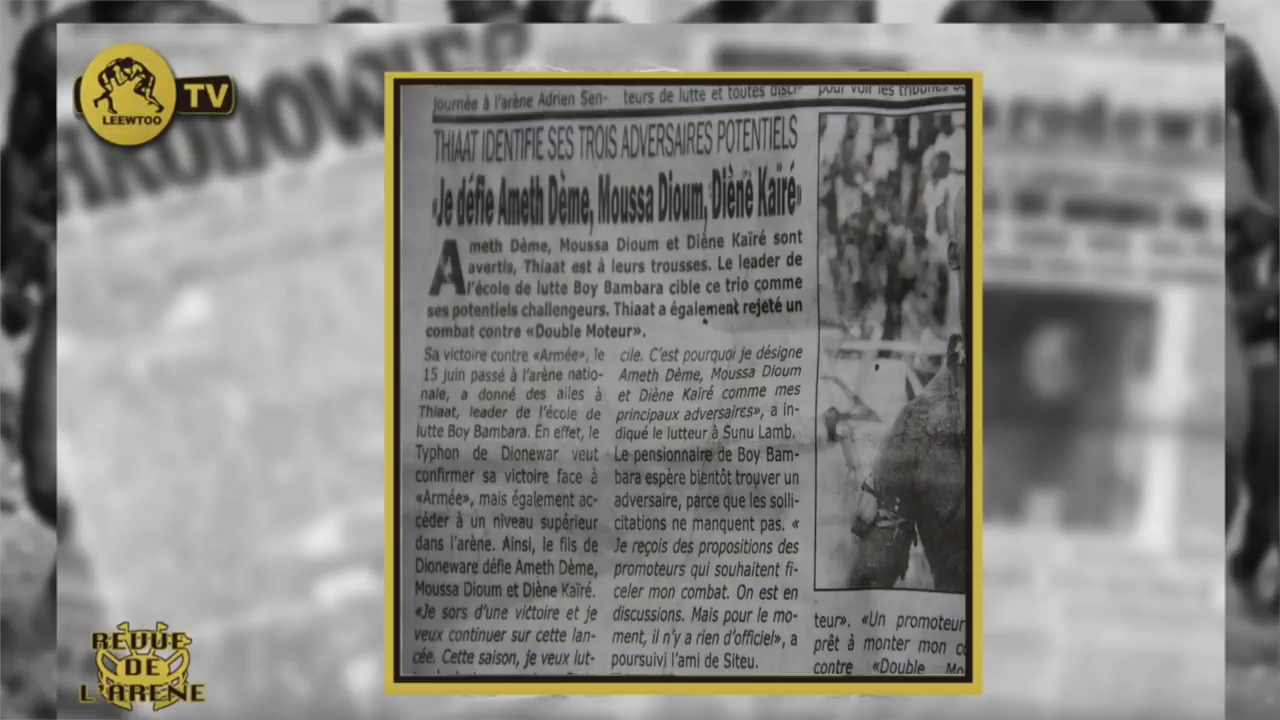 LEEWTOO
TV
journée à l'arène Adrien Sen-
teurs de lutte et toutes disci-
pour voir les tribunes
THIAAT IDENTIFIE SES TROIS ADVERSAIRES POTENTIELS
«Je défie Ameth Dème, Moussa Dioum, Diène Kaïré»
Ameth Dème, Moussa Dioum et Diène Kaïré sont
avertis, Thiaat est à leurs trousses. Le leader de
l'école de lutte Boy Bambara cible ce trio comme
ses potentiels challengeurs. Thiaat a également rejeté un
combat contre «Double Moteur».
Sa victoire contre «Armée», le
15 juin passé à l'arène natio-
nale, a donné des ailes à
Thiaat, leader de l'école de
lutte Boy Bambara. En effet, le
Typhon de Dionewar veut
confirmer sa victoire face à
«Armée», mais également ac-
céder à un niveau supérieur
dans l'arène. Ainsi, le fils de
Dioneware défie Ameth Dème,
Moussa Dioum et Diène Kaïré.
«Je sors d'une victoire et je
veux continuer sur cette lan-
cée. Cette saison, je veux lut-
cile. C'est pourquoi je désigne
Ameth Dème, Moussa Dioum
et Diène Kaïré comme mes
principaux adversaires», a in-
diqué le lutteur à Sunu Lamb.
Le pensionnaire de Boy Bam-
bara espère bientôt trouver un
adversaire, parce que les solli-
citations ne manquent pas. «
Je reçois des propositions des
promoteurs qui souhaitent fi-
celer mon combat. On est en
discussions. Mais pour le mo-
ment, il n'y a rien d'officiel», a
poursuivi l'ami de Siteu.
teur». «Un promoteur
prêt à monter mon
contre «Double
REVUE
DE
L'ARENE